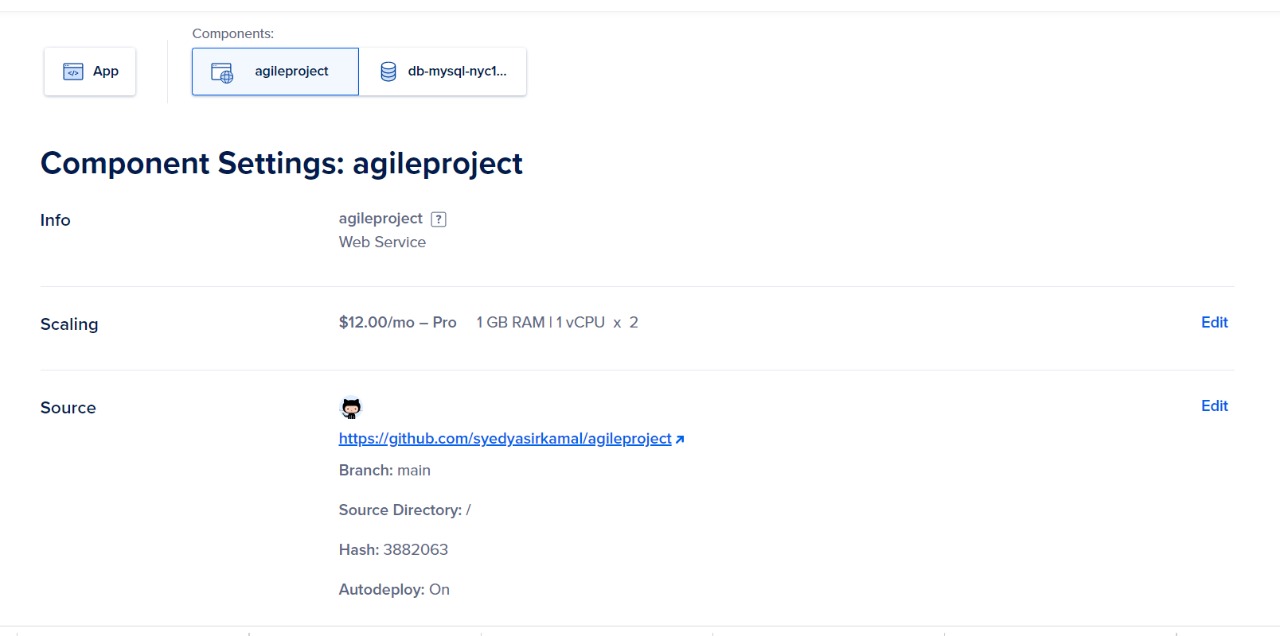 Components:
App
agileproject
db-mysql-nyc1...
Component Settings: agileproject
Info
agileproject ?
Web Service
Scaling
$12.00/mo – Pro 1 GB RAM | 1 vCPU x 2
Edit
Source
Edit
https://github.com/syedyasirkamal/agileproject
Branch: main
Source Directory: /
Hash: 3882063
Autodeploy: On